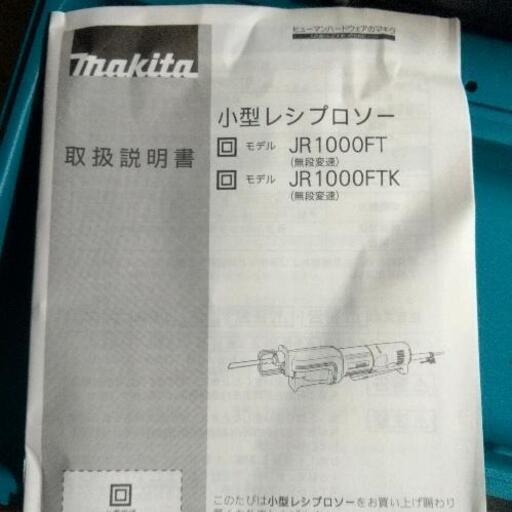 ヒューマンハードウェアのマキタ
makita
取扱説明書
小型レシプロソー
モデル JR1000FT
(無段変速)
モデル JR1000FTK
(無段変速)
このたびは小型レシプロソーをお買い上げ賜わり